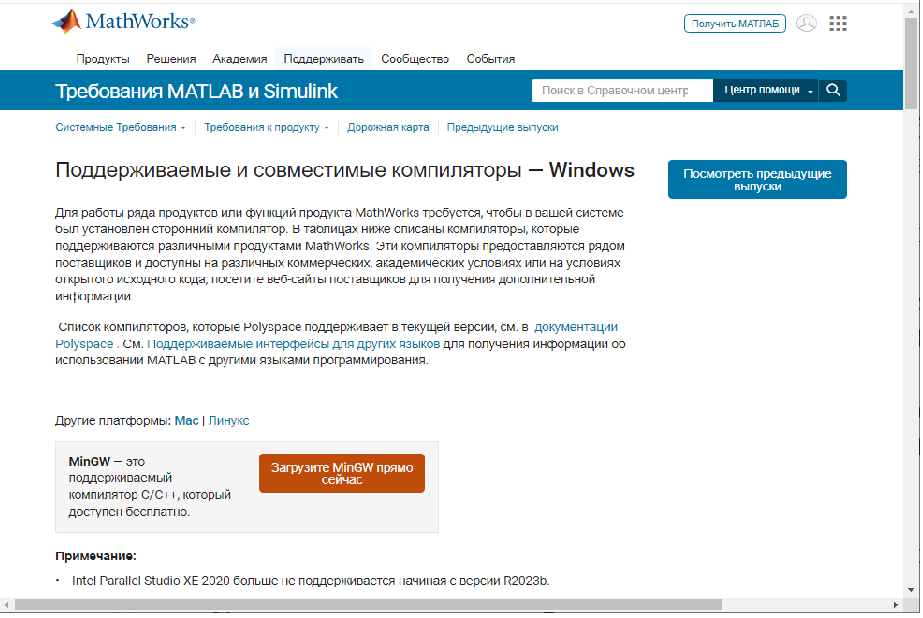 MathWorks®
Получить МАТЛАБ
Продукты Решения Академия Поддерживать Сообщество События
Требования MATLAB и Simulink
Поиск в Справочном центр
Центр помощи
Системные Требования Требования к продукту Дорожная карта Предыдущие выпуски
Поддерживаемые и совместимые компиляторы — Windows
Посмотреть предыдущие
выпуски
Для работы ряда продуктов или функций продукта MathWorks требуется, чтобы в вашей системе
был установлен сторонний компилятор. В таблицах ниже описаны компиляторы, которые
поддерживаются различными продуктами MathWorks. Эти компиляторы предоставляются рядом
поставщиков и доступны на различных коммерческих, академических условиях или на условиях
открытого исходного кода; посетите веб-сайты поставщиков для получения дополнительной
информации.
Список компиляторов, которые Polyspace поддерживает в текущей версии, см. в документации
Polyspace . См. Поддерживаемые интерфейсы для других языков для получения информации оо
использовании MATLAB с другими языками программирования.
Другие платформы: Mac | Линукс
MinGW — это
поддерживаемый
компилятор C/C++, который
доступен бесплатно.
Загрузите MinGW прямо
сейчас
Примечание:
• Intel Parallel Studio XE 2020 больше не поддерживается начиная с версии R2023b.